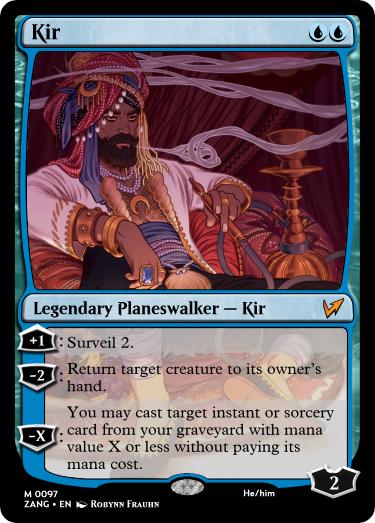 Kir
Legendary Planeswalker — Kir
+1: Surveil 2.
-2: Return target creature to its owner's
hand.
-X: You may cast target instant or sorcery
card from your graveyard with mana
value X or less without paying its
mana cost.
2
M 0097
ZANG • EN Robynn Frauhn
He/him